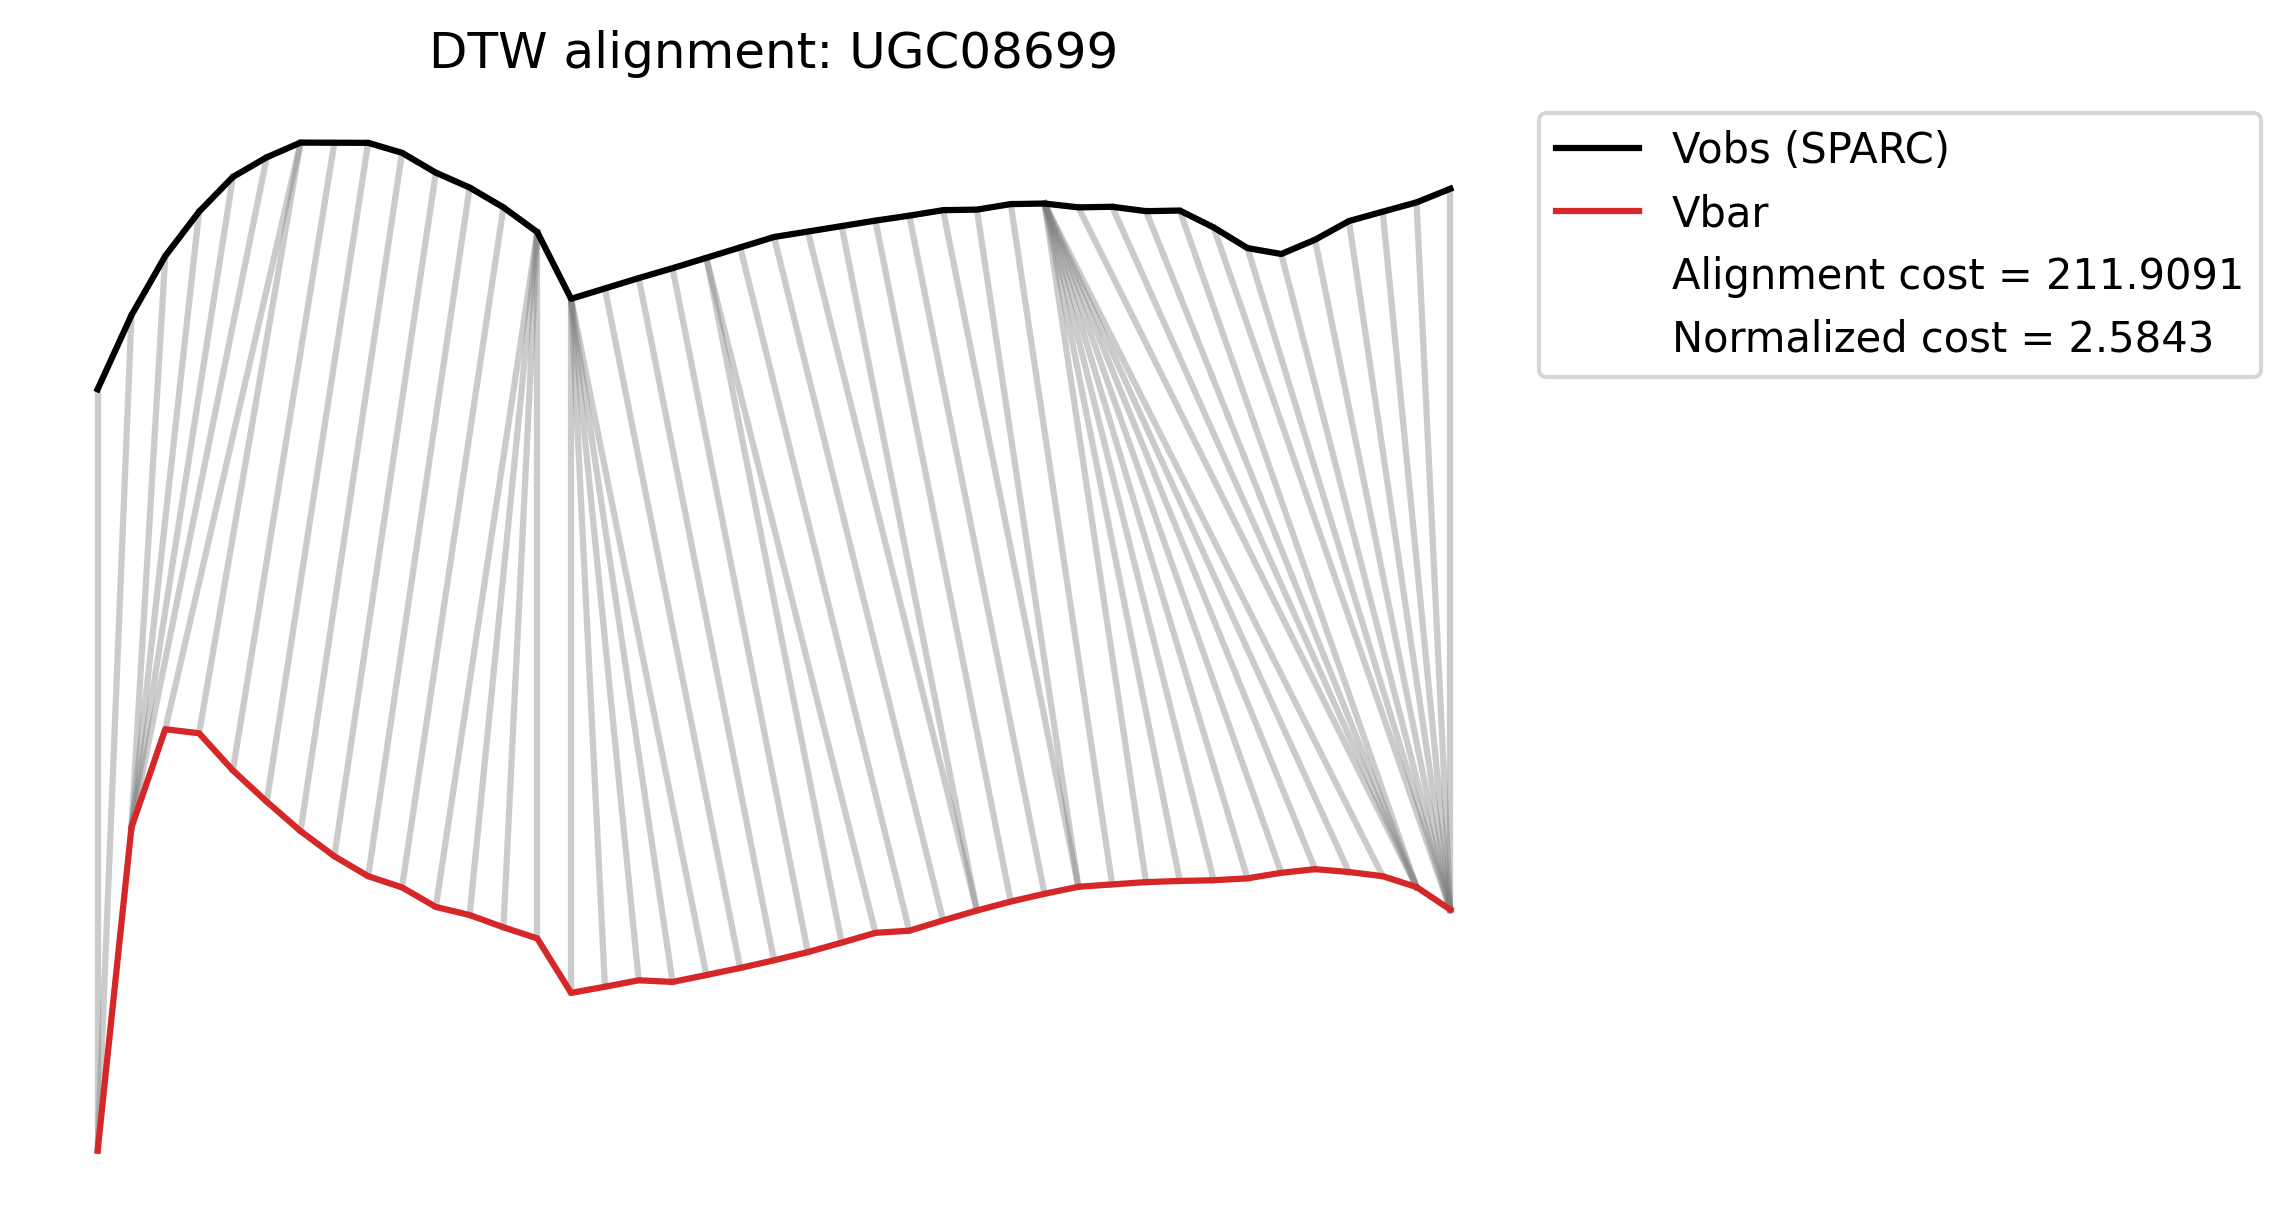 DTW alignment: UGC08699
Vobs (SPARC)
Vbar
Alignment cost = 211.9091
Normalized cost = 2.5843